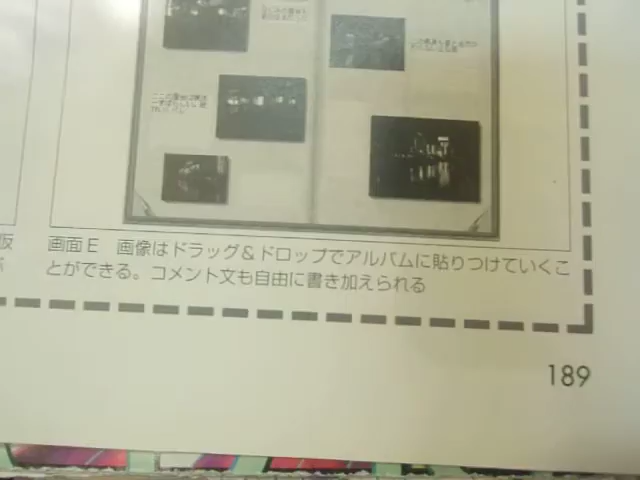 画面E 画像はドラッグ&ドロップでアルバムに貼りつけていくこ
とができる。コメント文も自由に書き加えられる
189